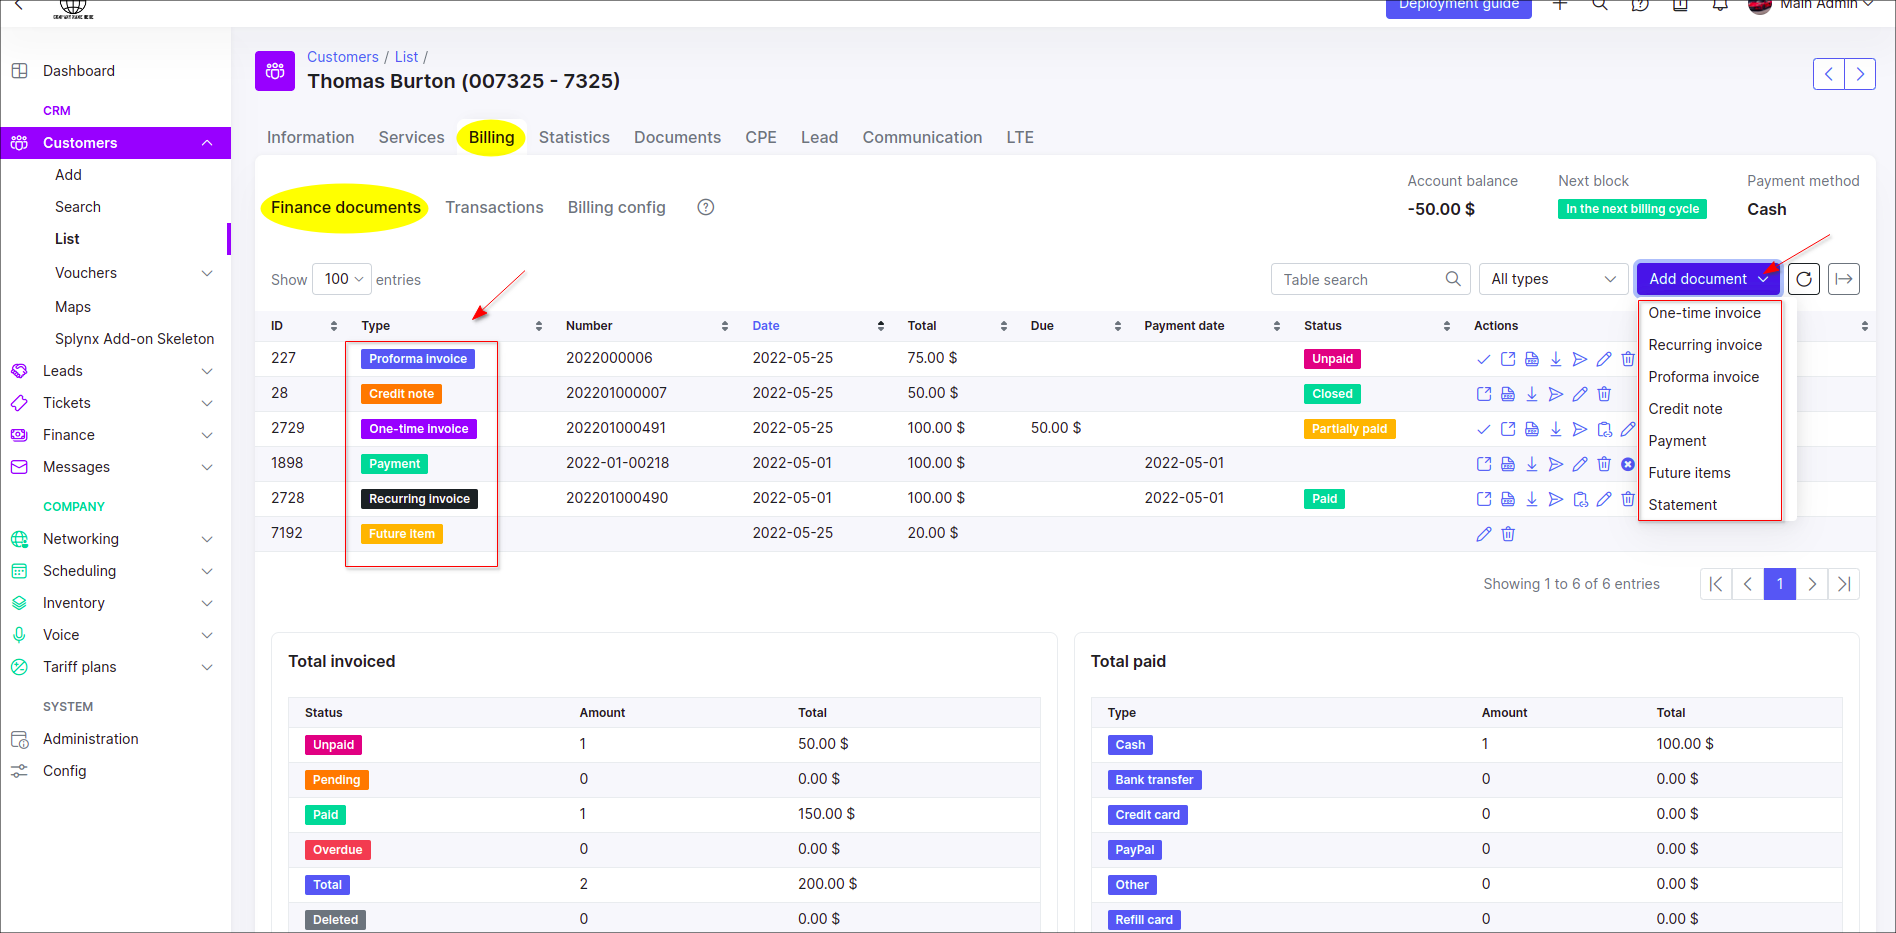 COMPANY NAME HERE
Deployment guide
Main Admin
Dashboard
CRM
Customers
Add
Search
List
Vouchers
Maps
Splynx Add-on Skeleton
Leads
Tickets
Finance
Messages
COMPANY
Networking
Scheduling
Inventory
Voice
Tariff plans
SYSTEM
Administration
Config
Customers / List /
Thomas Burton (007325 - 7325)
Information Services Billing Statistics Documents CPE Lead Communication LTE
Finance documents Transactions Billing config
Account balance Next block Payment method
-50.00 $ In the next billing cycle Cash
Show 100 entries Table search All types Add document
ID Type Number Date Total Due Payment date Status Actions
227 Proforma invoice 2022000006 2022-05-25 75.00 $ Unpaid
28 Credit note 202201000007 2022-05-25 50.00 $ Closed
2729 One-time invoice 202201000491 2022-05-25 100.00 $ 50.00 $ Partially paid
1898 Payment 2022-01-00218 2022-05-01 100.00 $ 2022-05-01
2728 Recurring invoice 202201000490 2022-05-01 100.00 $ 2022-05-01 Paid
7192 Future item 2022-05-25 20.00 $
One-time invoice
Recurring invoice
Proforma invoice
Credit note
Payment
Future items
Statement
Showing 1 to 6 of 6 entries 1
Total invoiced
Status Amount Total
Unpaid 1 50.00 $
Pending 0 0.00 $
Paid 1 150.00 $
Overdue 0 0.00 $
Total 2 200.00 $
Deleted 0 0.00 $
Total paid
Type Amount Total
Cash 1 100.00 $
Bank transfer 0 0.00 $
Credit card 0 0.00 $
PayPal 0 0.00 $
Other 0 0.00 $
Refill card 0 0.00 $